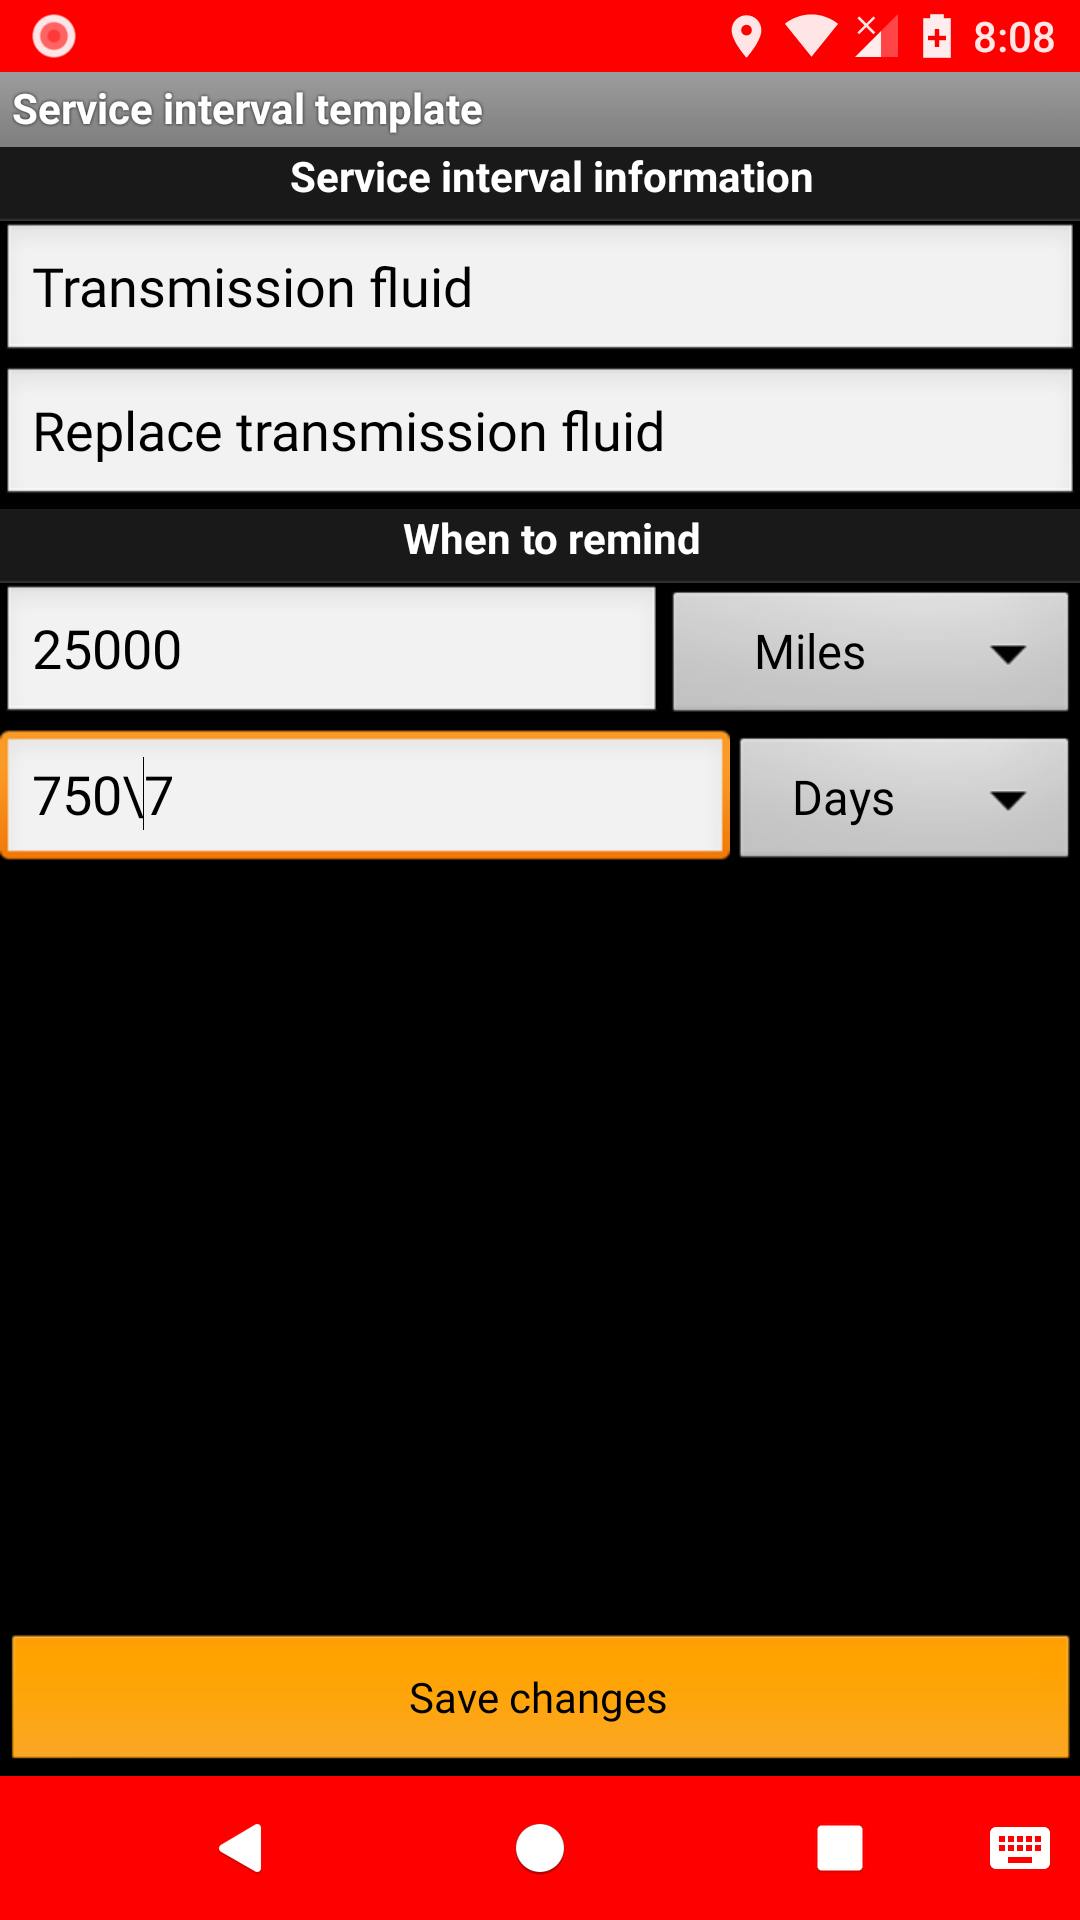 8:08
Service interval template
Service interval information
Transmission fluid
Replace transmission fluid
When to remind
25000
Miles
750\7
Days
Save changes